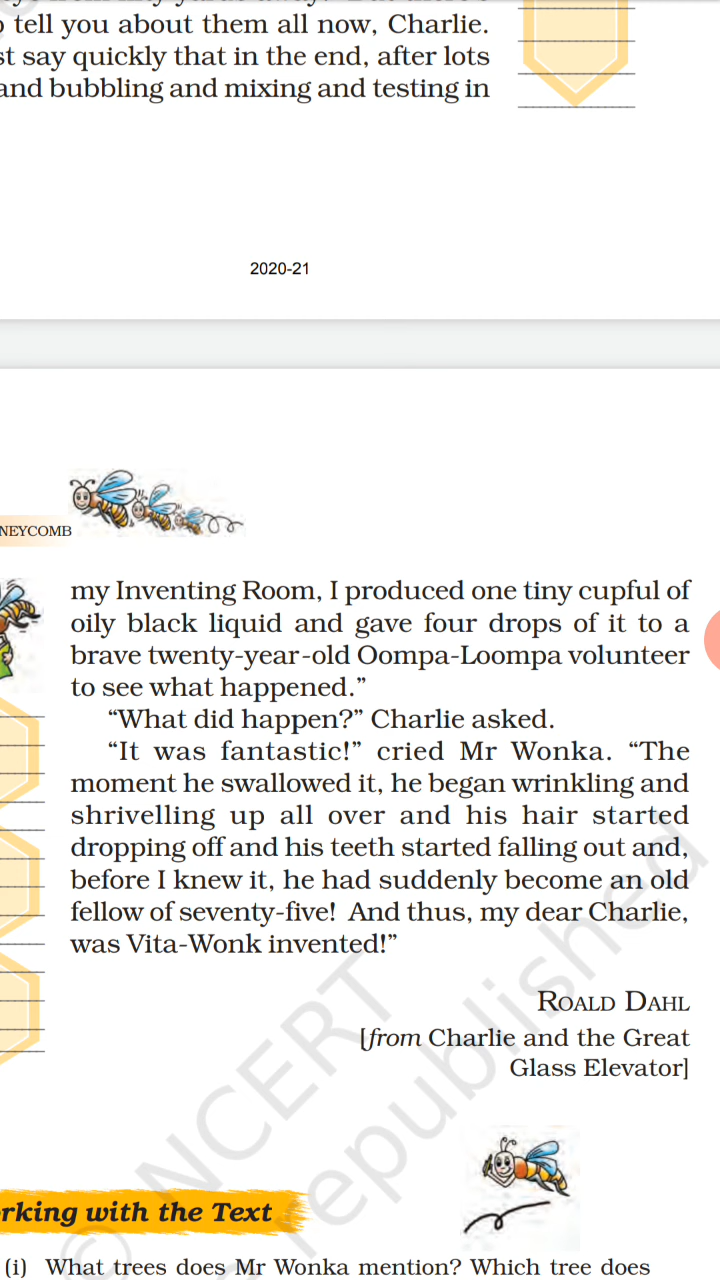 tell you about them all now, Charlie.
say quickly that in the end, after lots
and bubbling and mixing and testing in
2020-21
NEYCOMB
my Inventing Room, I produced one tiny cupful of
oily black liquid and gave four drops of it to a
brave twenty-year-old Oompa-Loompa volunteer
to see what happened.”
“What did happen?” Charlie asked.
“It was fantastic!” cried Mr Wonka. “The
moment he swallowed it, he began wrinkling and
shrivelling up all over and his hair started
dropping off and his teeth started falling out and,
before I knew it, he had suddenly become an old
fellow of seventy-five! And thus, my dear Charlie,
was Vita-Wonk invented!”
ROALD DAHL
[from Charlie and the Great
Glass Elevator]
© NCERT
republished
rking with the Text
(i) What trees does Mr Wonka mention? Which tree does